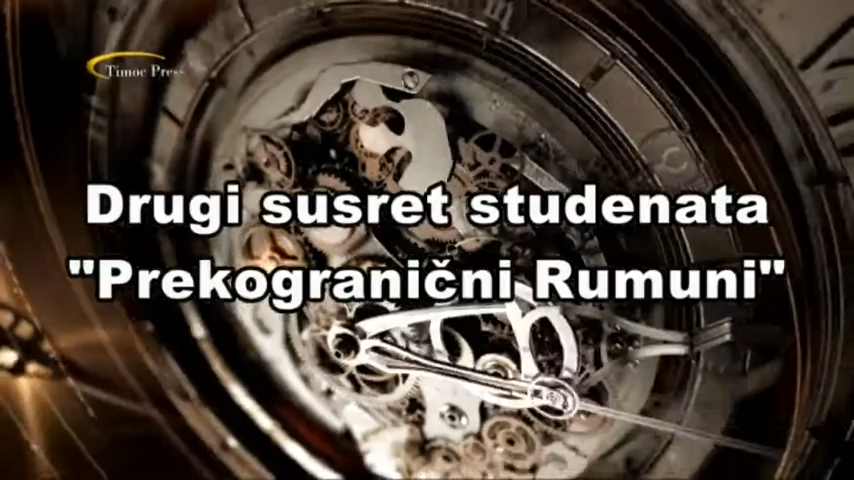 Timoc Press
Drugi susret studenata
"Prekogranični Rumuni"